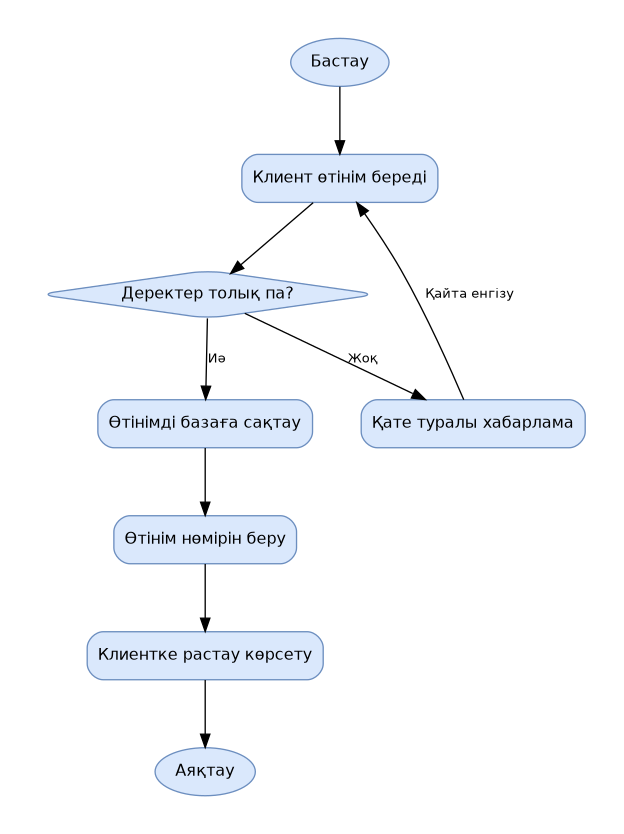 Бастау
Клиент өтінім береді
Деректер толық па?
Қайта енгізу
Иә
Жоқ
Өтінімді базаға сақтау
Қате туралы хабарлама
Өтінім нөмірін беру
Клиентке растау көрсету
Аяқтау